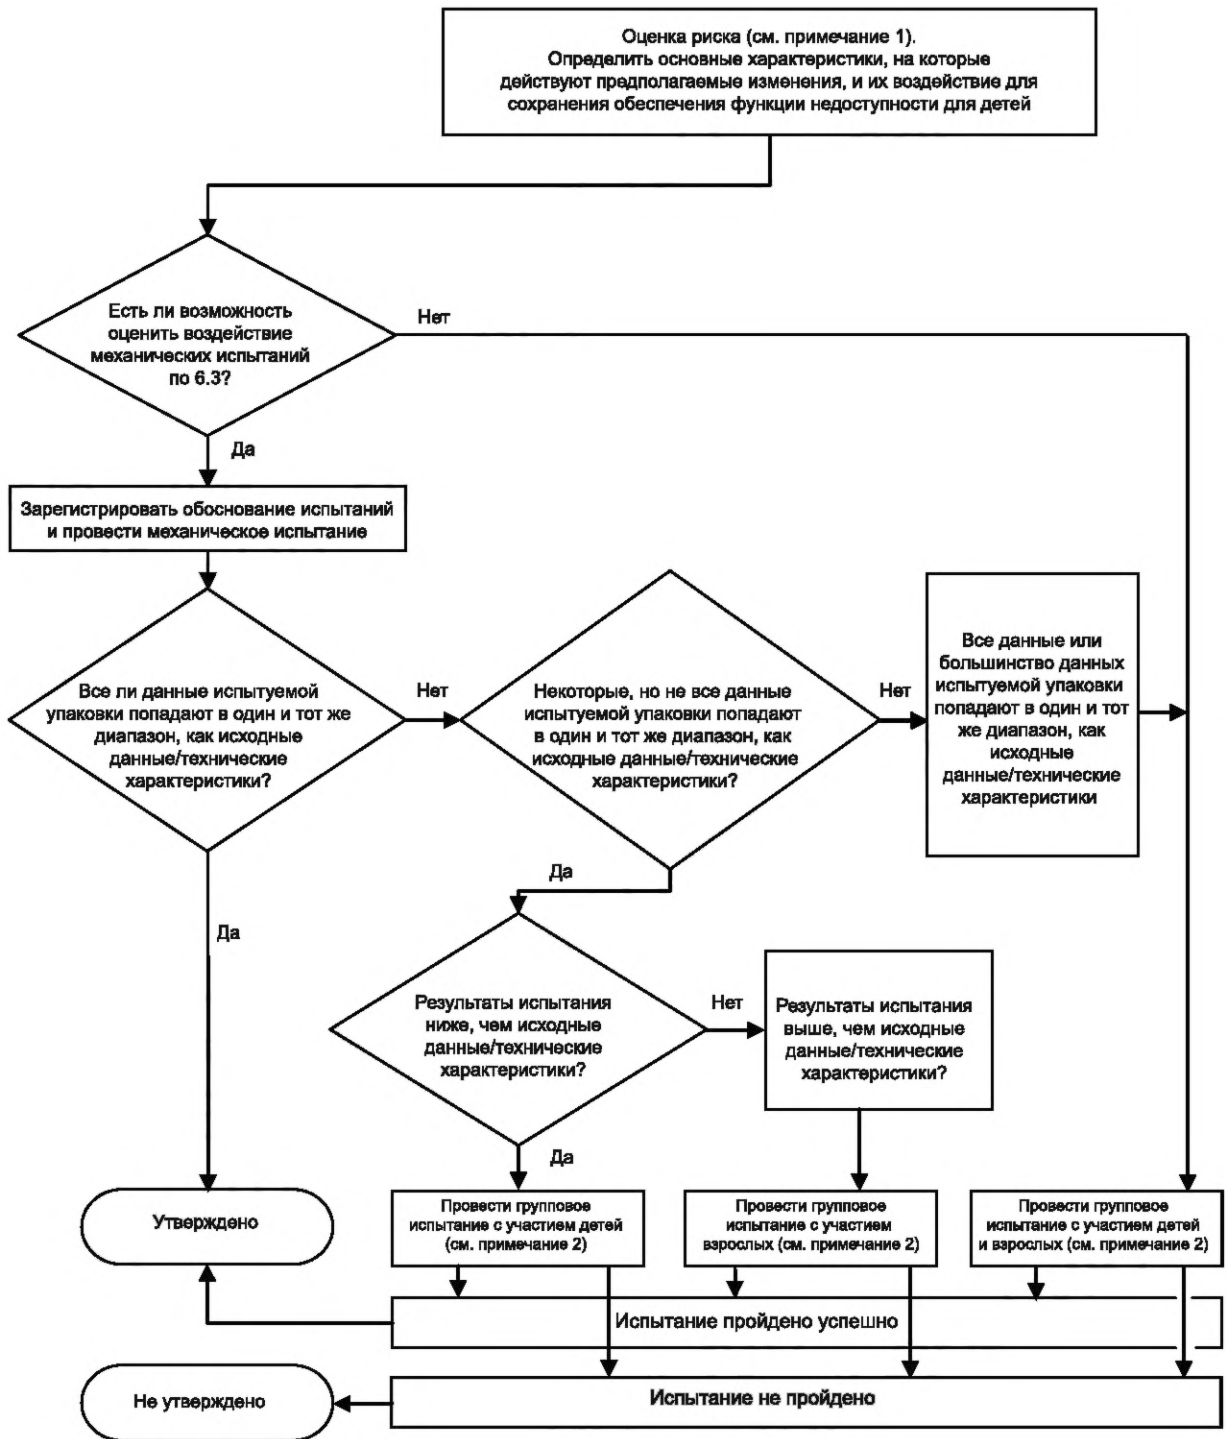 Оценка риска (см. примечание 1).
Определить основные характеристики, на которые
действуют предполагаемые изменения, и их воздействие для
сохранения обеспечения функции недоступности для детей
Есть ли возможность
оценить воздействие
механических испытаний
по 6.3?
Нет
Да
Зарегистрировать обоснование испытаний
и провести механическое испытание
Все ли данные испытуемой
упаковки попадают в один и тот же
диапазон, как исходные
данные/технические
характеристики?
Нет
Некоторые, но не все данные
испытуемой упаковки попадают
в один и тот же диапазон, как
исходные данные/технические
характеристики?
Нет
Все данные или
большинство данных
испытуемой упаковки
попадают в один и тот
же диапазон, как
исходные
данные/технические
характеристики
Да
Да
Результаты испытания
ниже, чем исходные
данные/технические
характеристики?
Нет
Результаты испытания
выше, чем исходные
данные/технические
характеристики?
Да
Утверждено
Провести групповое
испытание с участием детей
(см. примечание 2)
Провести групповое
испытание с участием
взрослых (см. примечание 2)
Провести групповое
испытание с участием детей
и взрослых (см. примечание 2)
Испытание пройдено успешно
Не утверждено
Испытание не пройдено